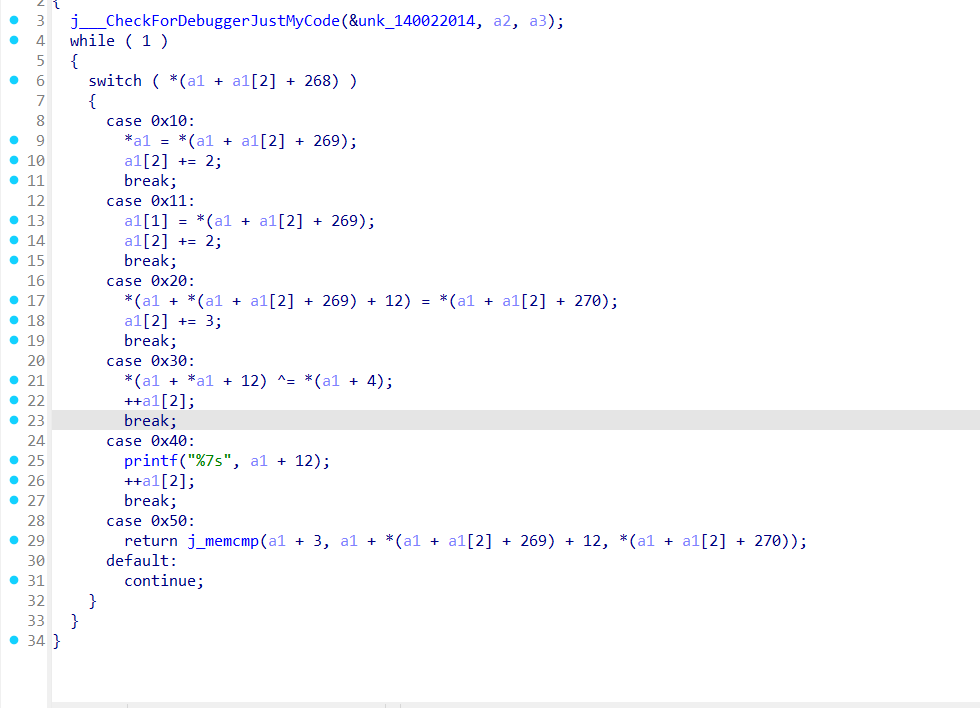 2 {
3 j___CheckForDebuggerJustMyCode(&unk_140022014, a2, a3);
4 while ( 1 )
5 {
6 switch ( *(a1 + a1[2] + 268) )
7 {
8 case 0x10:
9 *a1 = *(a1 + a1[2] + 269);
10 a1[2] += 2;
11 break;
12 case 0x11:
13 a1[1] = *(a1 + a1[2] + 269);
14 a1[2] += 2;
15 break;
16 case 0x20:
17 *(a1 + *(a1 + a1[2] + 269) + 12) = *(a1 + a1[2] + 270);
18 a1[2] += 3;
19 break;
20 case 0x30:
21 *(a1 + *a1 + 12) ^= *(a1 + 4);
22 ++a1[2];
23 break;
24 case 0x40:
25 printf("%7s", a1 + 12);
26 ++a1[2];
27 break;
28 case 0x50:
29 return j_memcmp(a1 + 3, a1 + *(a1 + a1[2] + 269) + 12, *(a1 + a1[2] + 270));
30 default:
31 continue;
32 }
33 }
34 }